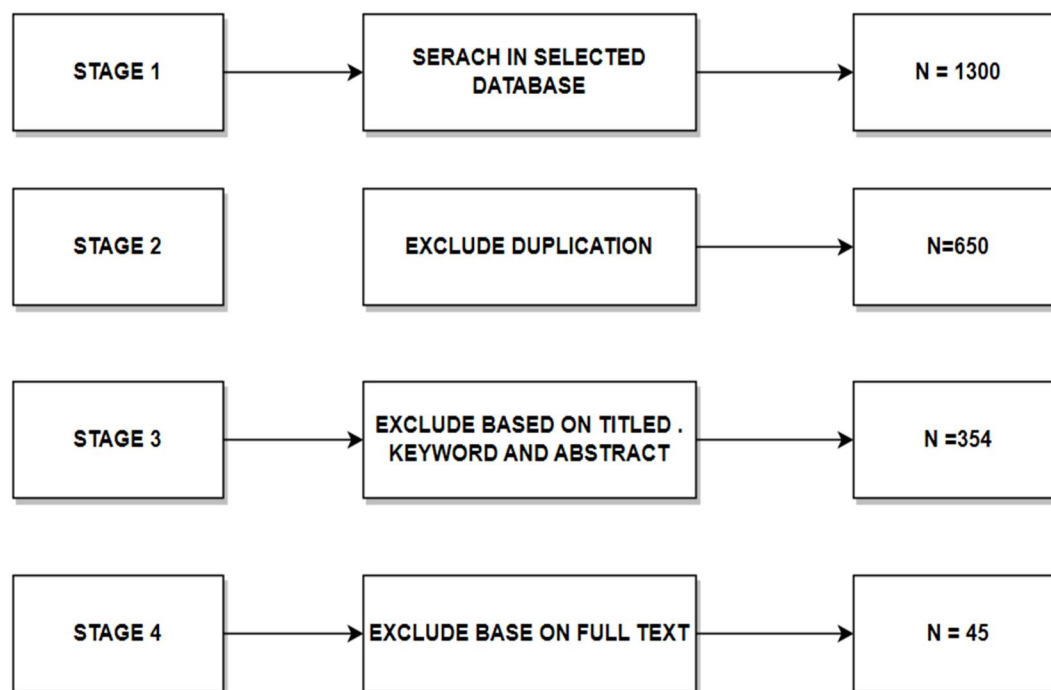 STAGE 1
SERACH IN SELECTED
DATABASE
N = 1300
STAGE 2
EXCLUDE DUPLICATION
N=650
STAGE 3
EXCLUDE BASED ON TITLED .
KEYWORD AND ABSTRACT
N =354
STAGE 4
EXCLUDE BASE ON FULL TEXT
N = 45